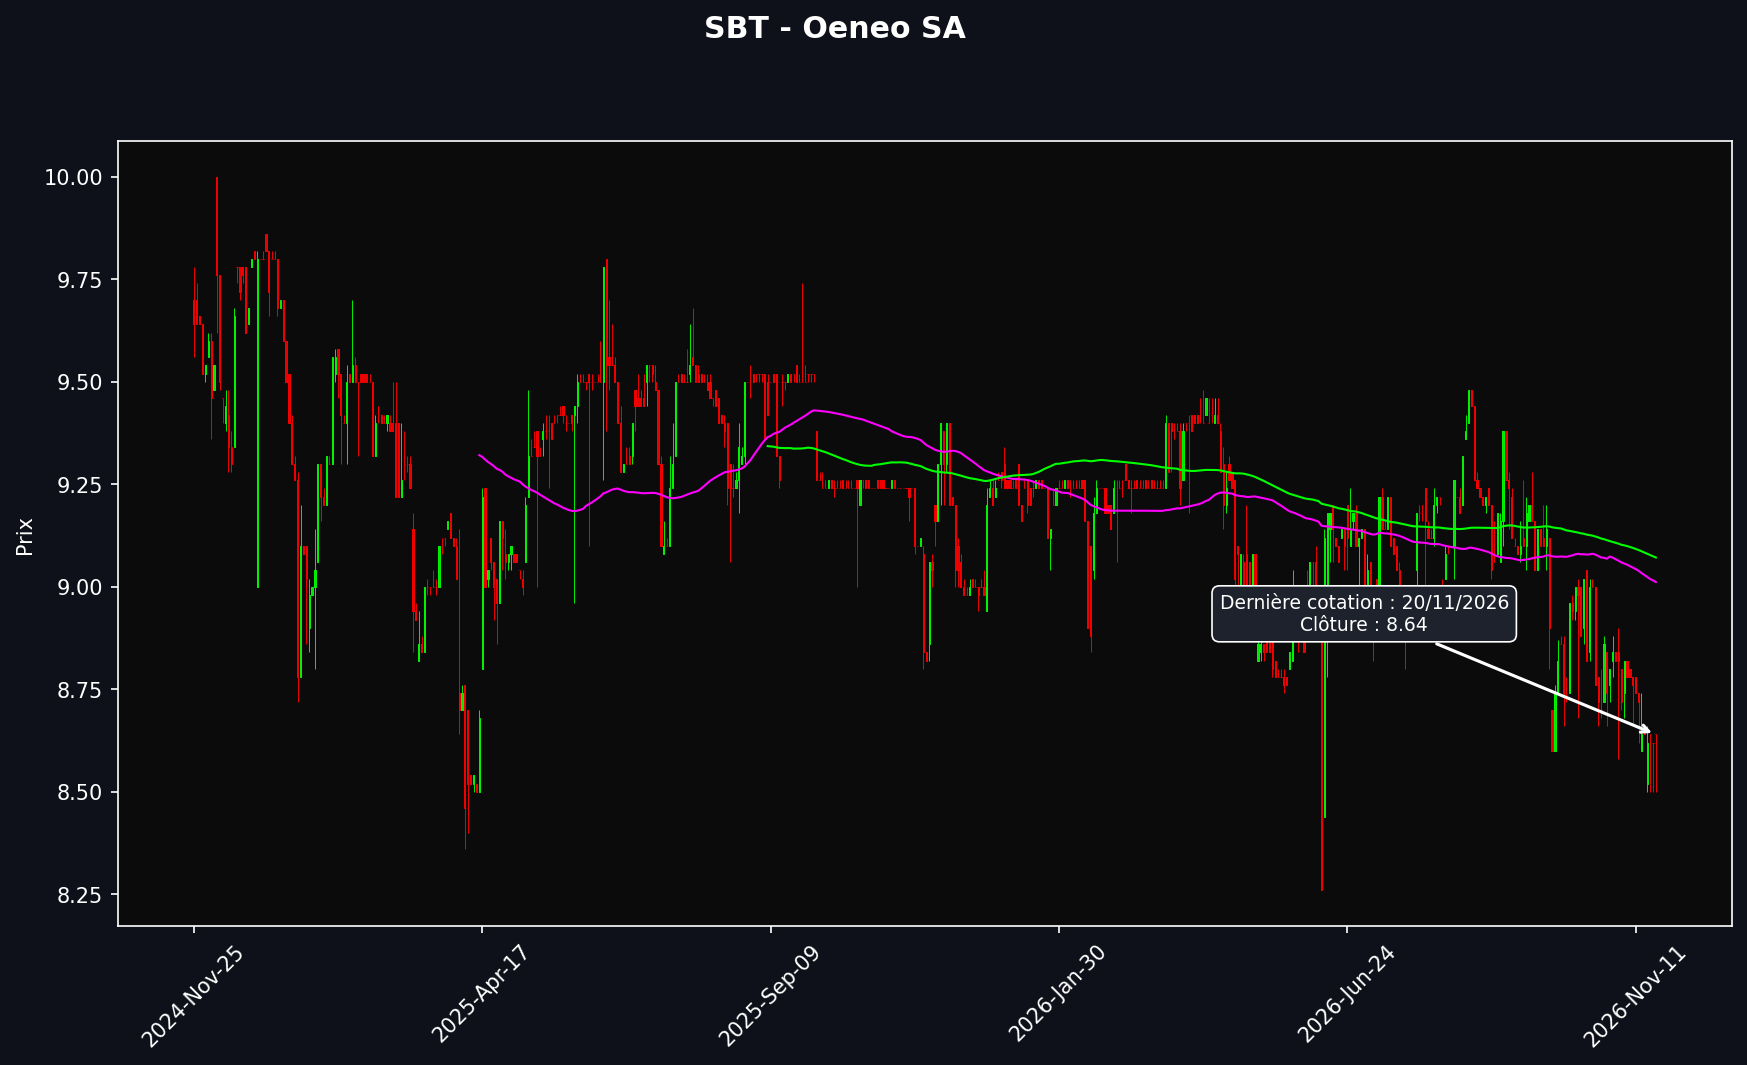 SBT - Oeneo SA
Prix
10.00
9.75
9.50
9.25
9.00
8.75
8.50
8.25
Dernière cotation : 20/11/2026
Clôture : 8.64
2024-Nov-25
2025-Apr-17
2025-Sep-09
2026-Jan-30
2026-Jun-24
2026-Nov-11